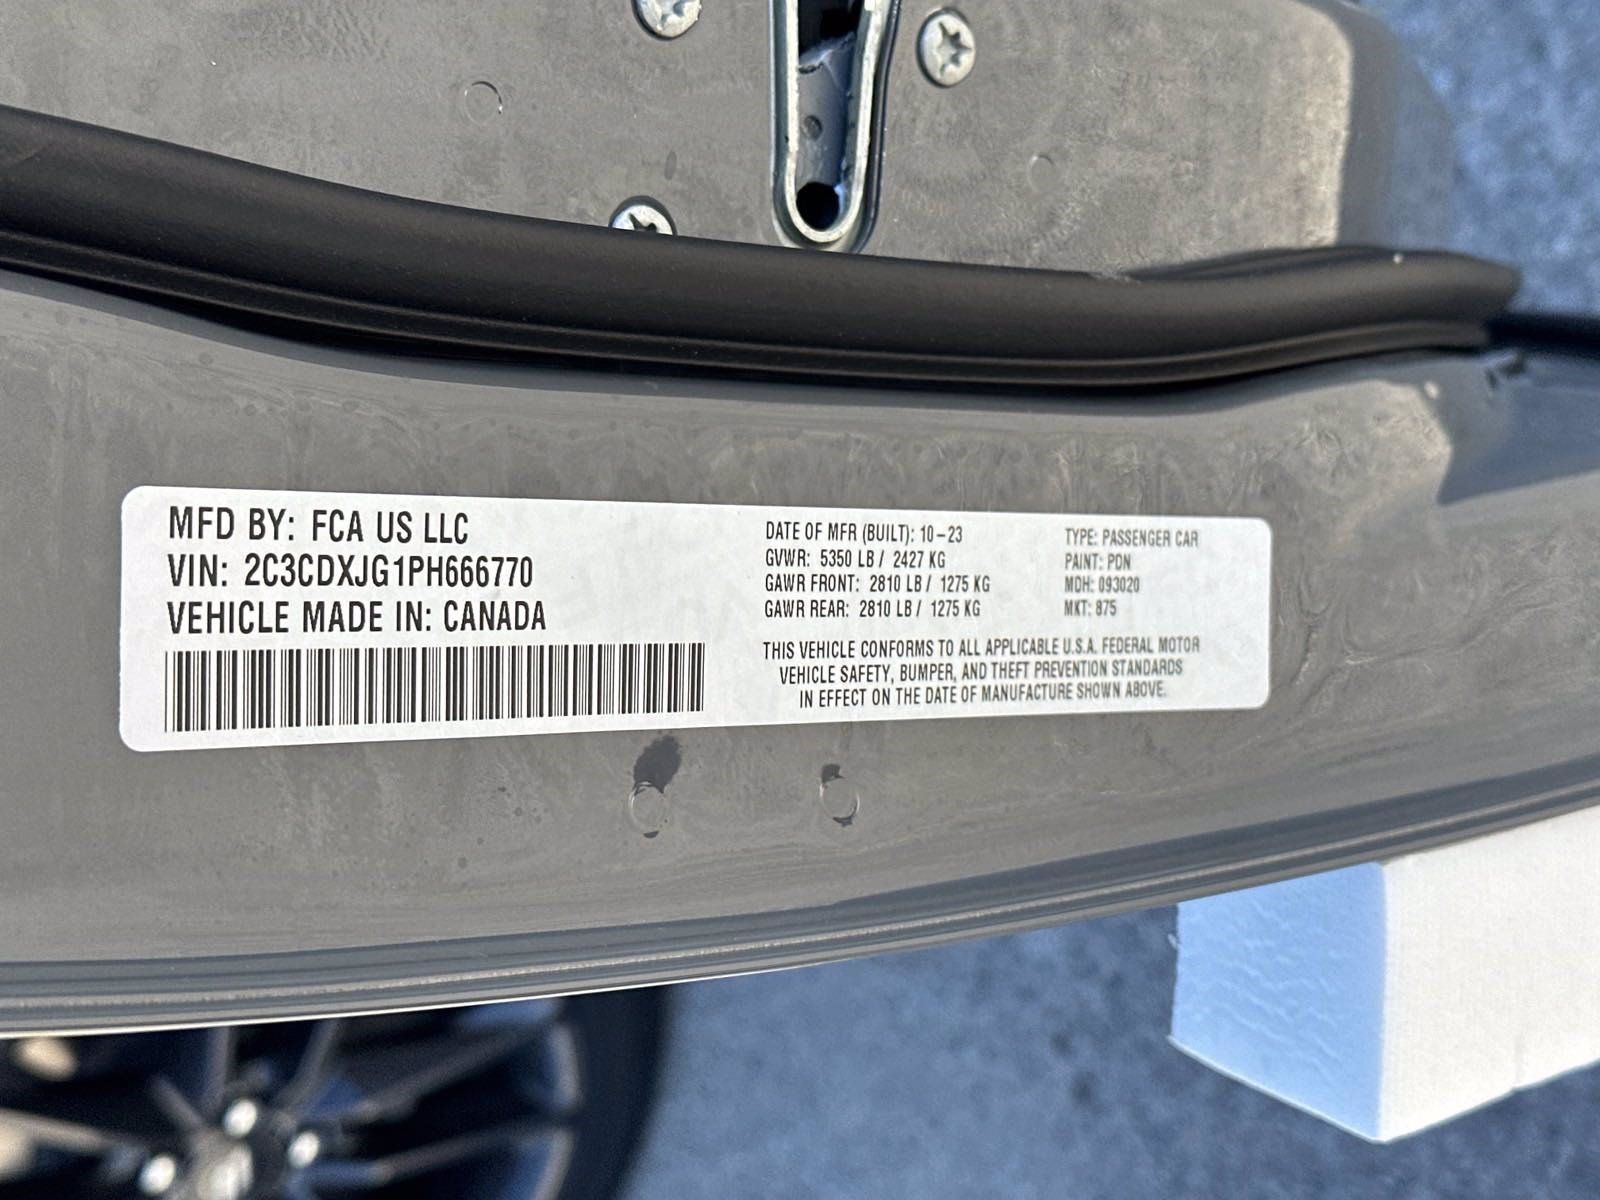 MFD BY: FCA US LLC
VIN: 2C3CDXJG1PH666770
VEHICLE MADE IN: CANADA
DATE OF MFR (BUILT): 10-23
GVWR: 5350 LB / 2427 KG
GAWR FRONT: 2810 LB / 1275 KG
GAWR REAR: 2810 LB / 1275 KG
TYPE: PASSENGER CAR
PAINT: PDN
MDH: 093020
MKT: 875
THIS VEHICLE CONFORMS TO ALL APPLICABLE U.S.A. FEDERAL MOTOR
VEHICLE SAFETY, BUMPER, AND THEFT PREVENTION STANDARDS
IN EFFECT ON THE DATE OF MANUFACTURE SHOWN ABOVE.